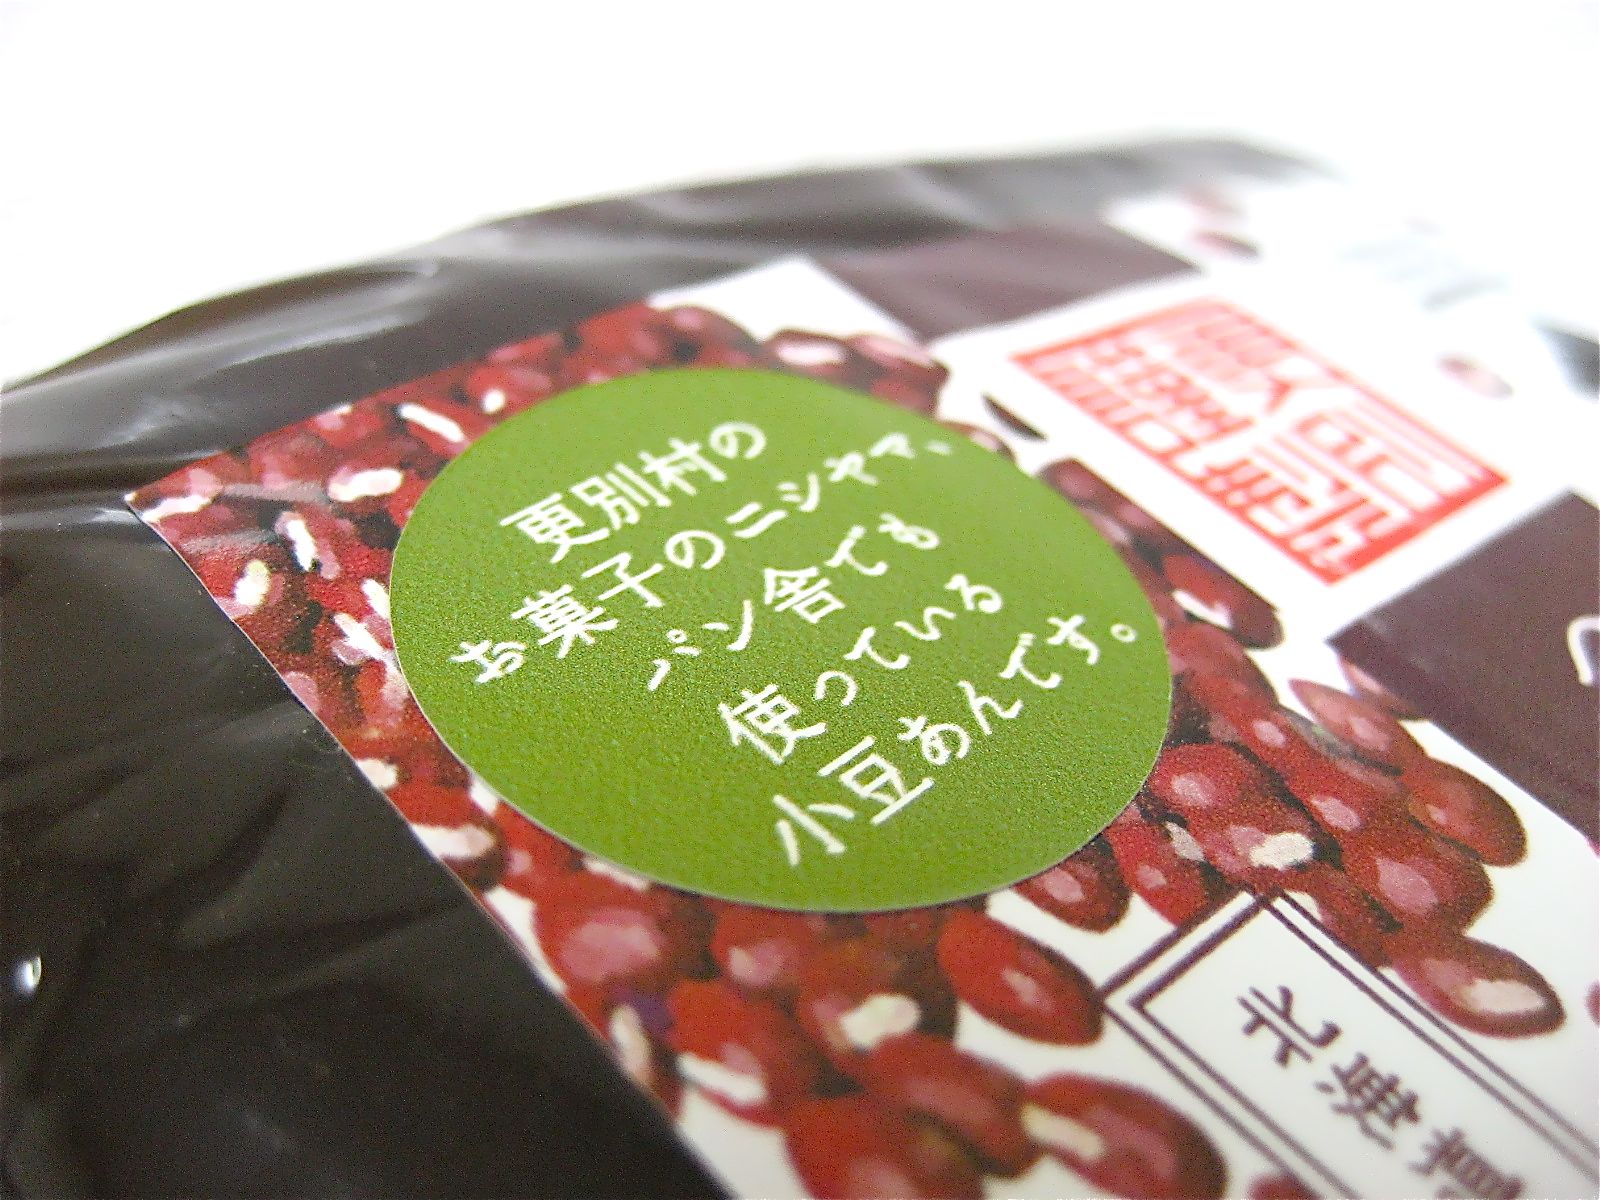 更別村の
お菓子のニシヤマ、
パン舎でも
使っている
小豆あんです。
北海道